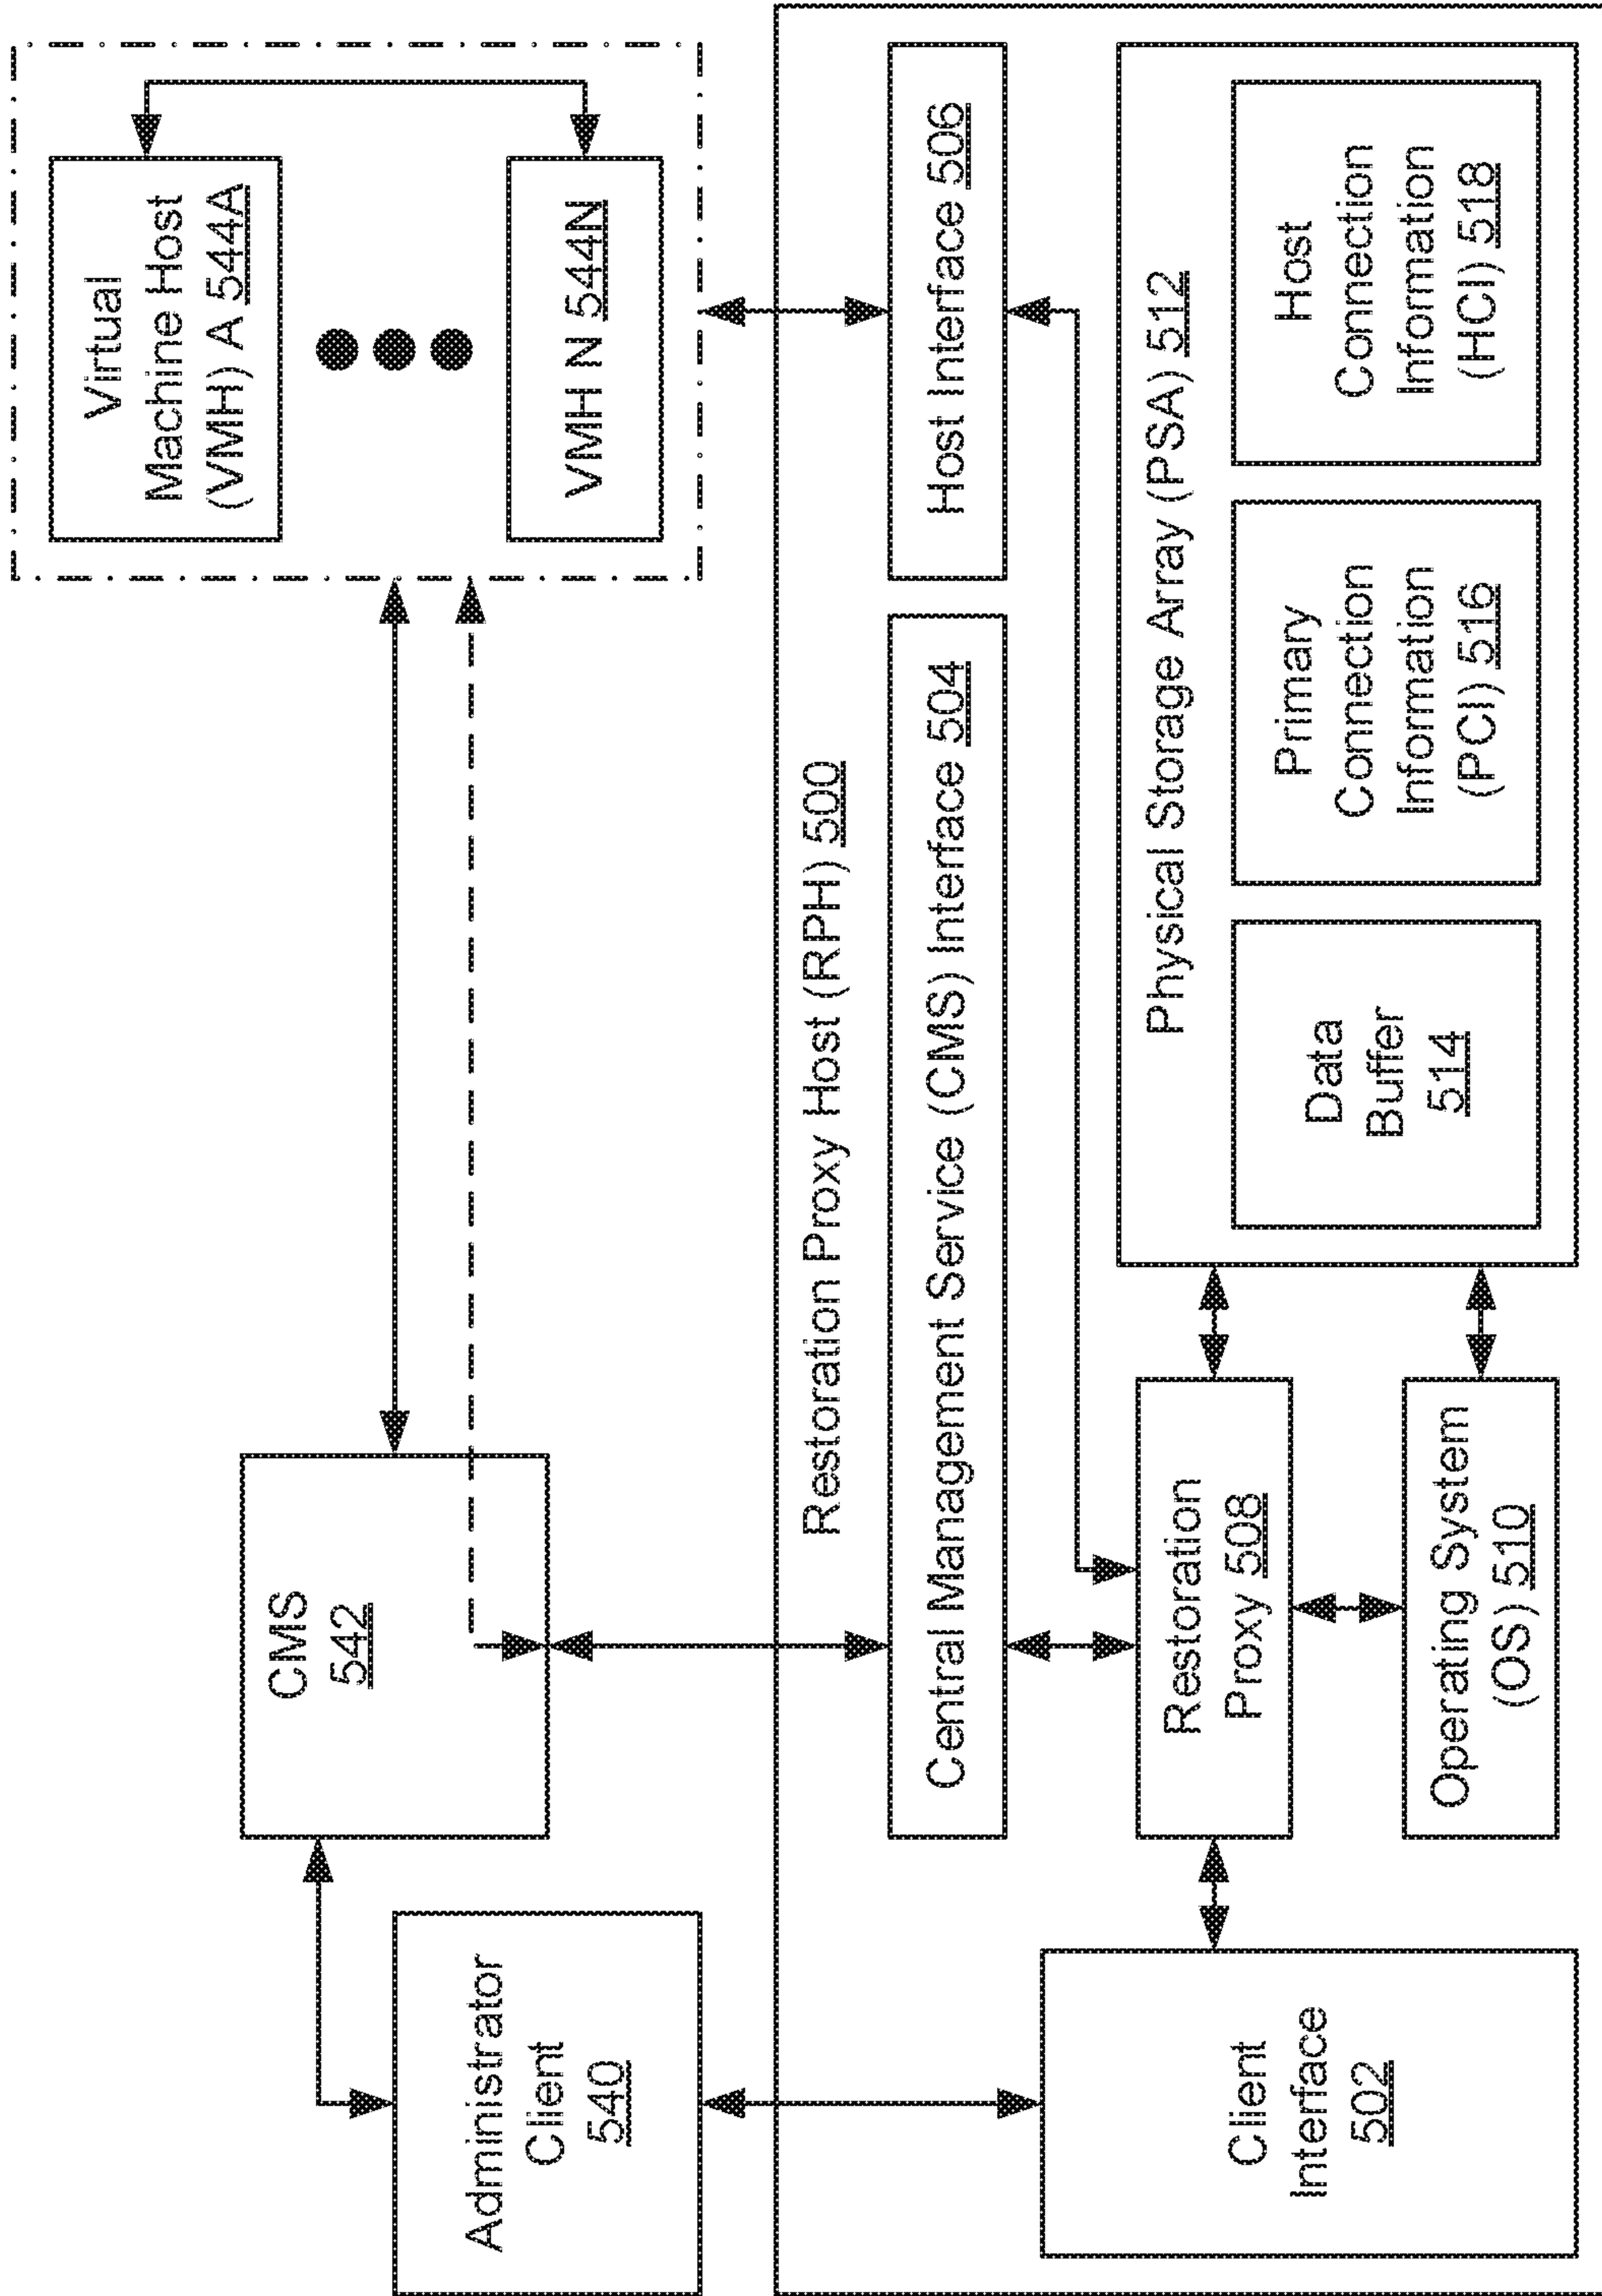 Administrator
Client
540
CMS
542
Virtual
Machine Host
(VMH) A 544A
VMH N 544N
Restoration Proxy Host (RPH) 500
Central Management Service (CMS) Interface 504
Host Interface 506
Client
Interface
502
Restoration
Proxy 508
Operating System
(OS) 510
Physical Storage Array (PSA) 512
Data
Buffer
514
Primary
Connection
Information
(PCI) 516
Host
Connection
Information
(HCI) 518